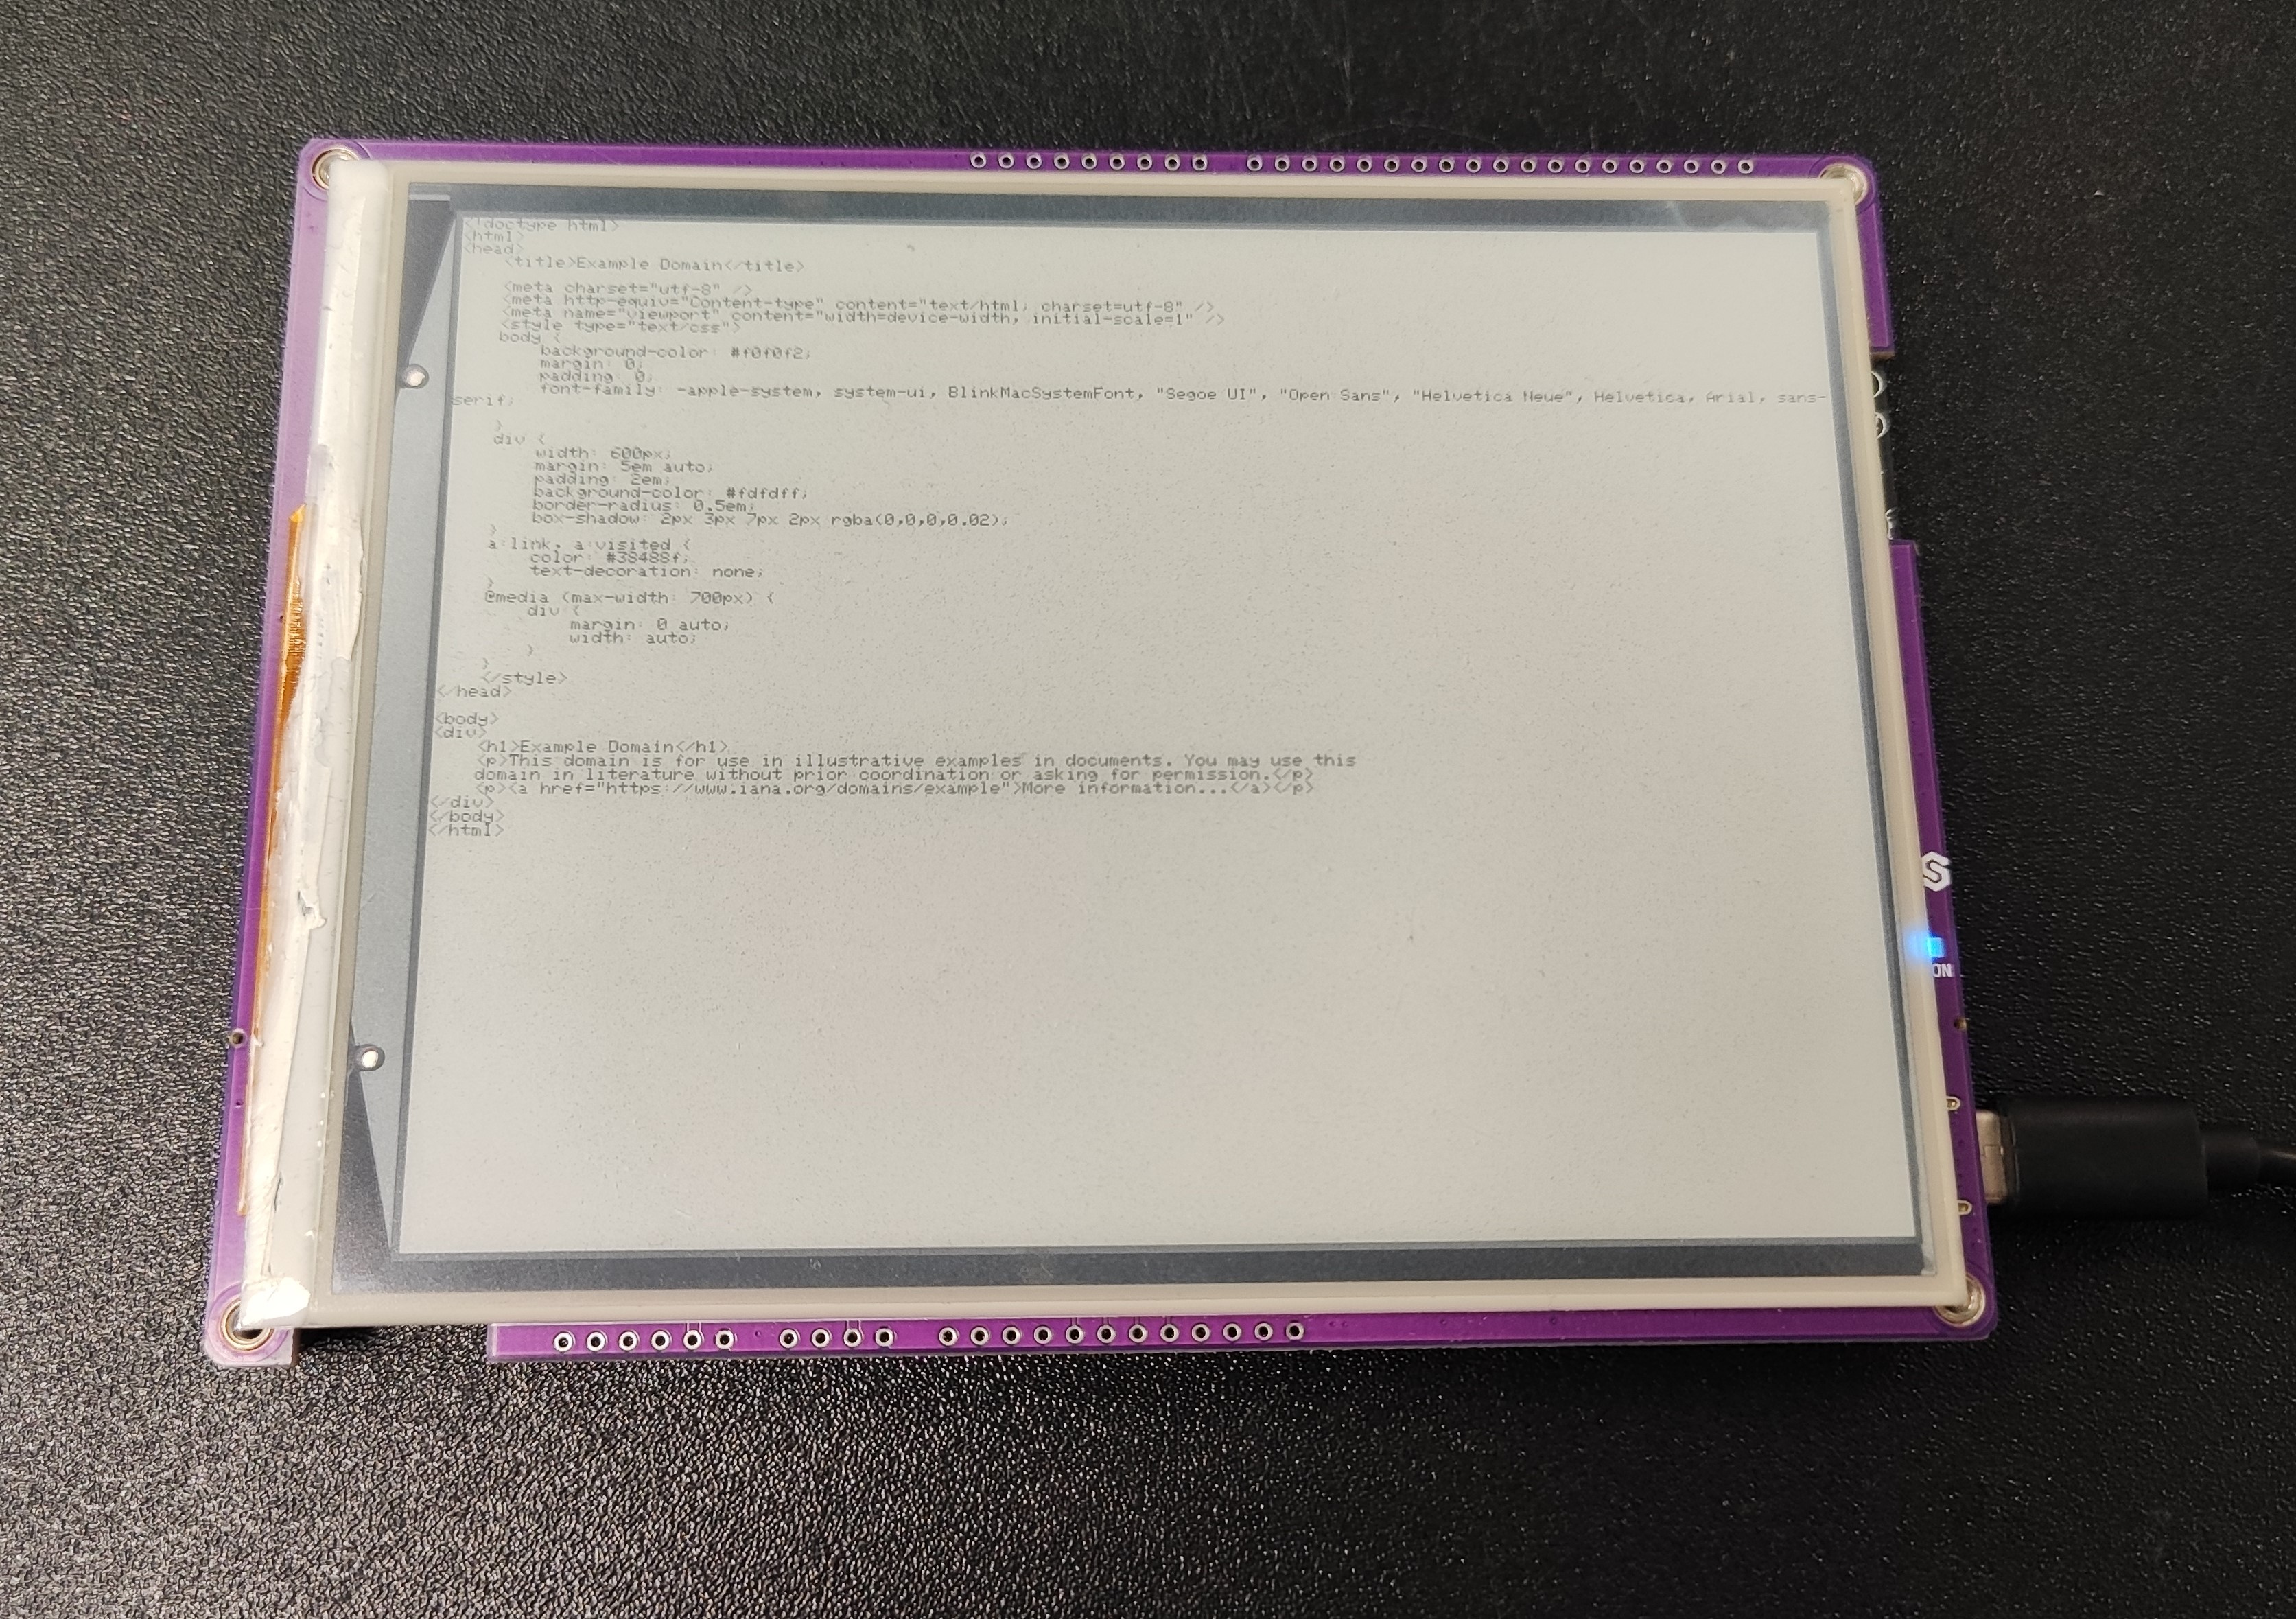 <!doctype html>
<html>
<head>
    <title>Example Domain</title>

    <meta charset="utf-8" />
    <meta http-equiv="Content-type" content="text/html; charset=utf-8" />
    <meta name="viewport" content="width=device-width, initial-scale=1" />
    <style type="text/css">
    body {
        background-color: #f0f0f2;
        margin: 0;
        padding: 0;
        font-family: -apple-system, system-ui, BlinkMacSystemFont, "Segoe UI", "Open Sans", "Helvetica Neue", Helvetica, Arial, sans-
serif;

    }
    div {
        width: 600px;
        margin: 5em auto;
        padding: 2em;
        background-color: #fdfdff;
        border-radius: 0.5em;
        box-shadow: 2px 3px 7px 2px rgba(0,0,0,0.02);
    }
    a:link, a:visited {
        color: #38488f;
        text-decoration: none;
    }
    @media (max-width: 700px) {
        div {
            margin: 0 auto;
            width: auto;
        }
    }
    </style>
</head>

<body>
<div>
    <h1>Example Domain</h1>
    <p>This domain is for use in illustrative examples in documents. You may use this
    domain in literature without prior coordination or asking for permission.</p>
    <p><a href="https://www.iana.org/domains/example">More information...</a></p>
</div>
</body>
</html>
ON